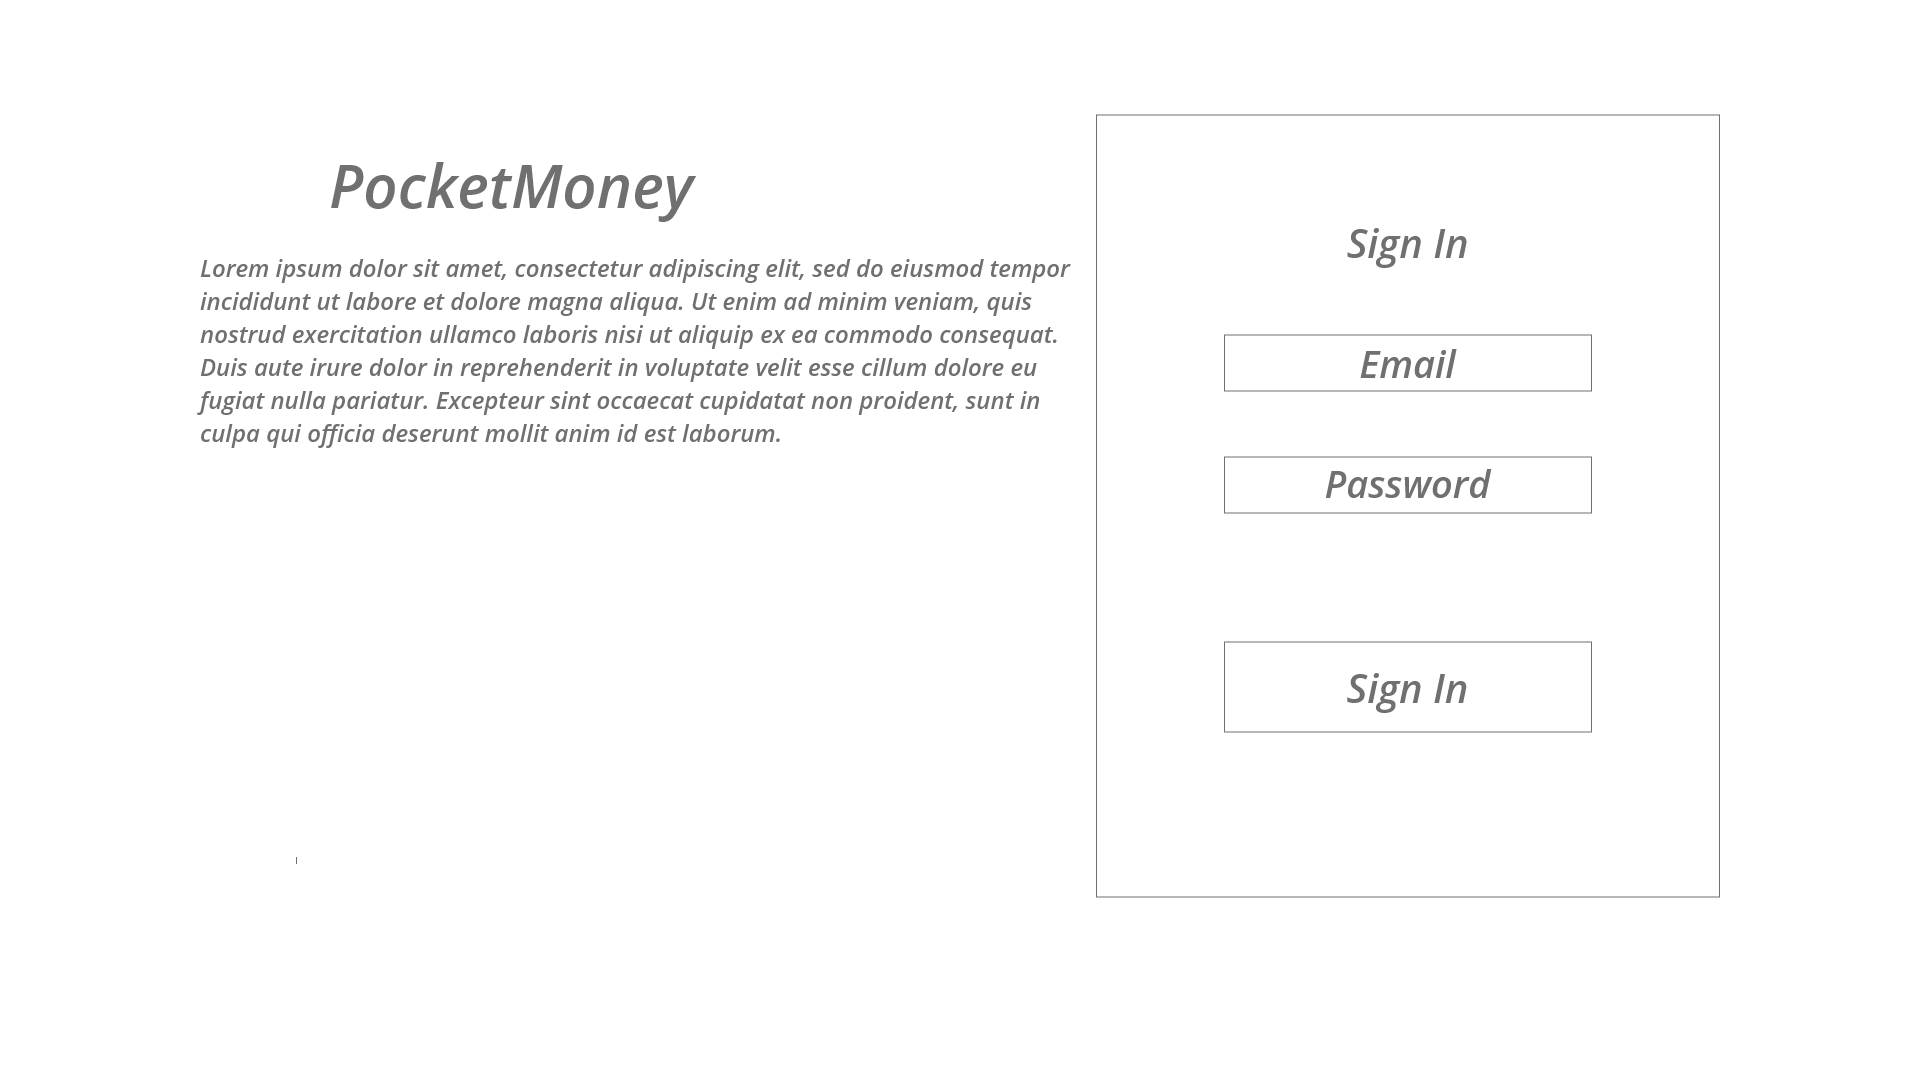 PocketMoney
Lorem ipsum dolor sit amet, consectetur adipiscing elit, sed do eiusmod tempor
incididunt ut labore et dolore magna aliqua. Ut enim ad minim veniam, quis
nostrud exercitation ullamco laboris nisi ut aliquip ex ea commodo consequat.
Duis aute irure dolor in reprehenderit in voluptate velit esse cillum dolore eu
fugiat nulla pariatur. Excepteur sint occaecat cupidatat non proident, sunt in
culpa qui officia deserunt mollit anim id est laborum.
Sign In
Email
Password
Sign In